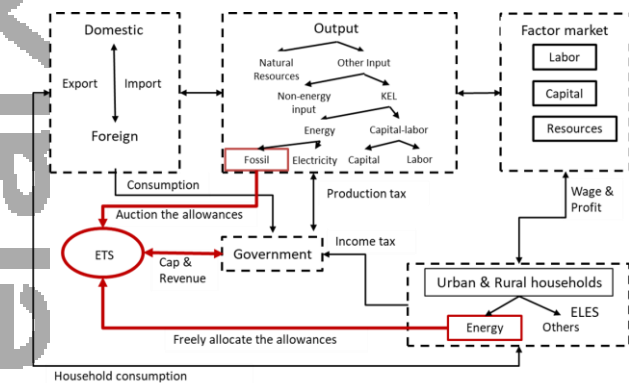 Domestic
Export
Import
Foreign
Output
Natural
Resources
Other Input
Non-energy
input
KEL
Energy
Capital-labor
Fossil
Electricity
Capital
Labor
Factor market
Labor
Capital
Resources
Consumption
Production tax
Wage &
Profit
Auction the allowances
ETS
Cap &
Revenue
Government
Income tax
Urban & Rural households
ELES
Energy
Others
Freely allocate the allowances
Household consumption